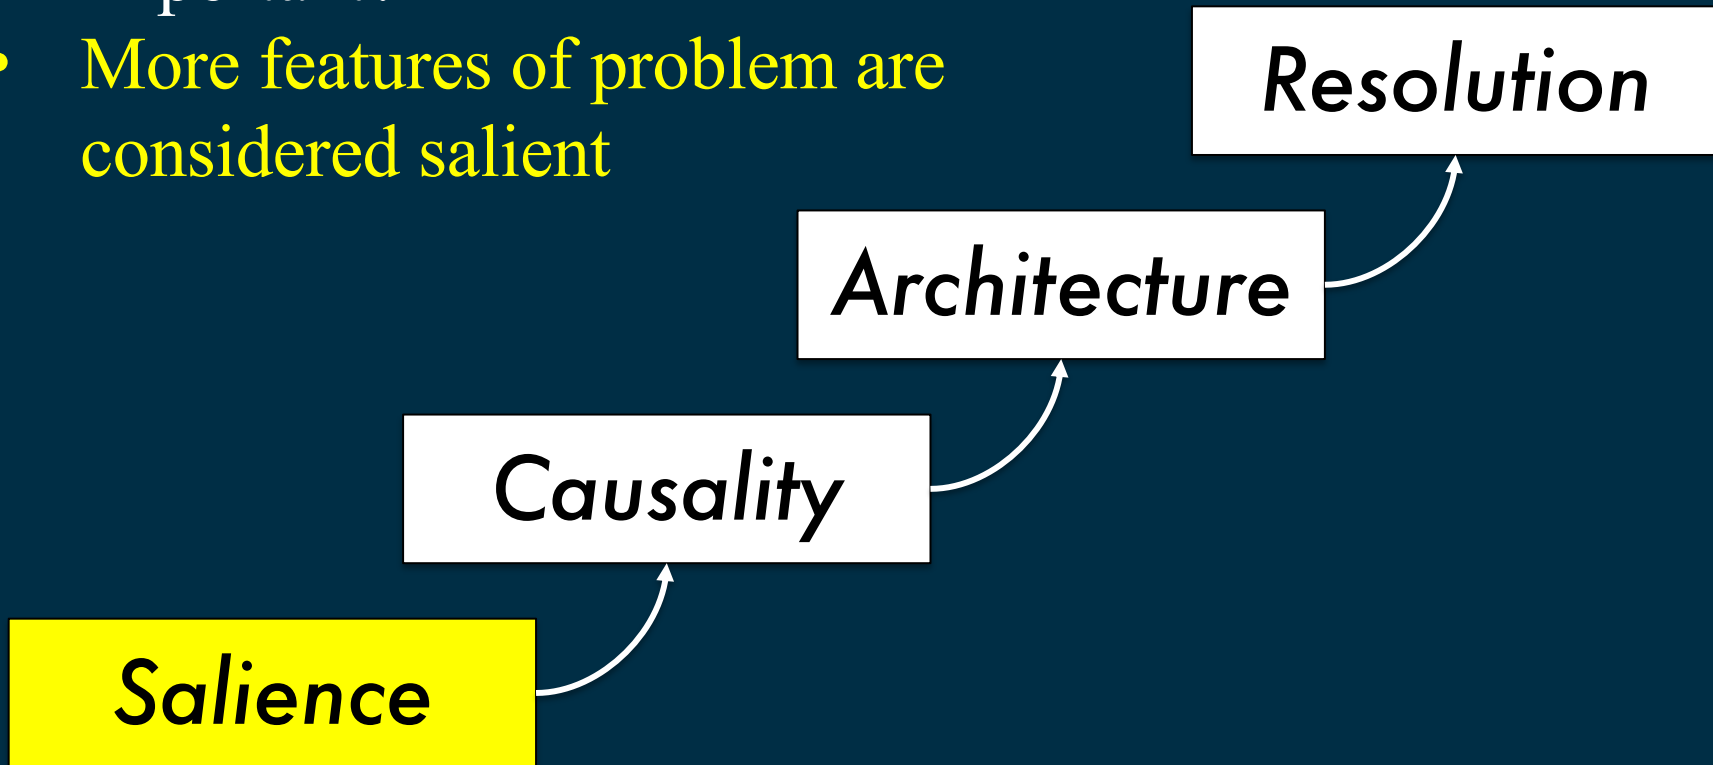 • More features of problem are
considered salient
Resolution
Architecture
Causality
Salience